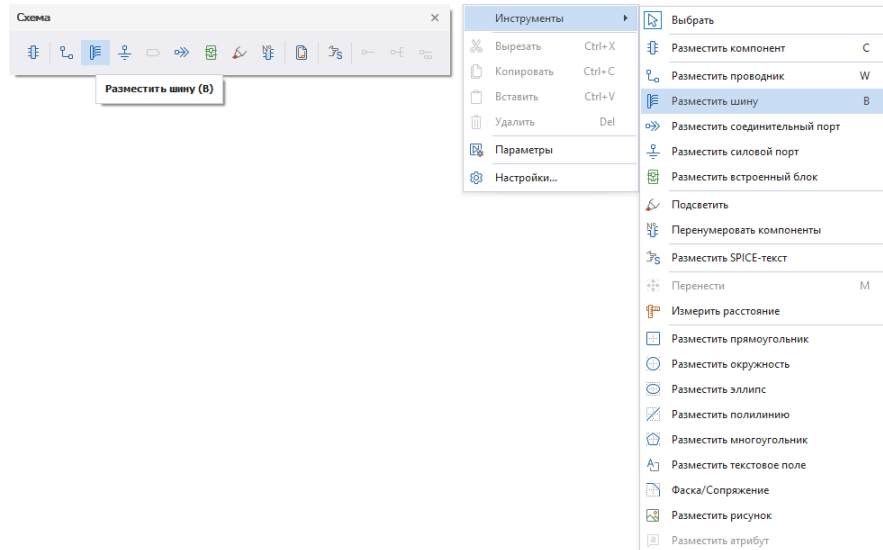 Схема
Разместить шину (B)
Инструменты
Вырезать Ctrl+X
Копировать Ctrl+C
Вставить Ctrl+V
Удалить Del
Параметры
Настройки...
Выбрать
Разместить компонент C
Разместить проводник W
Разместить шину B
Разместить соединительный порт
Разместить силовой порт
Разместить встроенный блок
Подсветить
Перенумеровать компоненты
Разместить SPICE-текст
Перенести M
Измерить расстояние
Разместить прямоугольник
Разместить окружность
Разместить эллипс
Разместить полилинию
Разместить многоугольник
Разместить текстовое поле
Фаска/Сопряжение
Разместить рисунок
Разместить атрибут